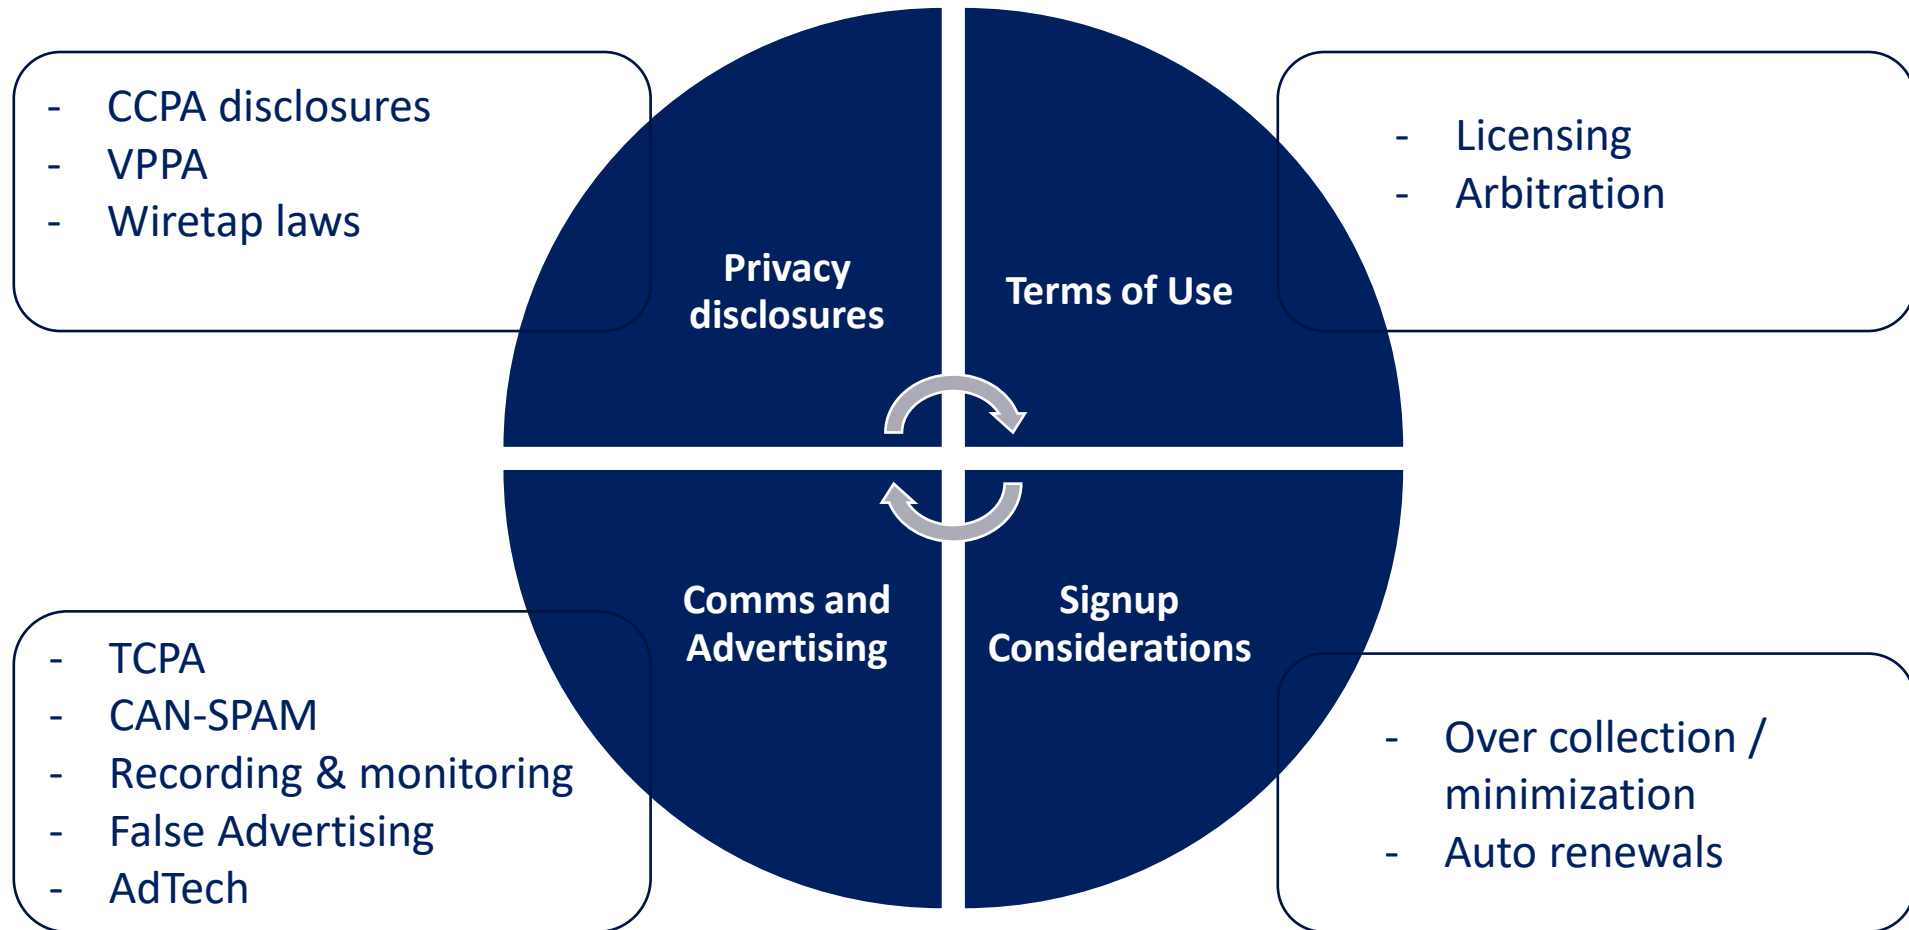 - CCPA disclosures
- VPPA
- Wiretap laws
Privacy
disclosures
- Licensing
- Arbitration
Terms of Use
- TCPA
- CAN-SPAM
- Recording & monitoring
- False Advertising
- AdTech
Comms and
Advertising
Signup
Considerations
- Over collection /
minimization
- Auto renewals